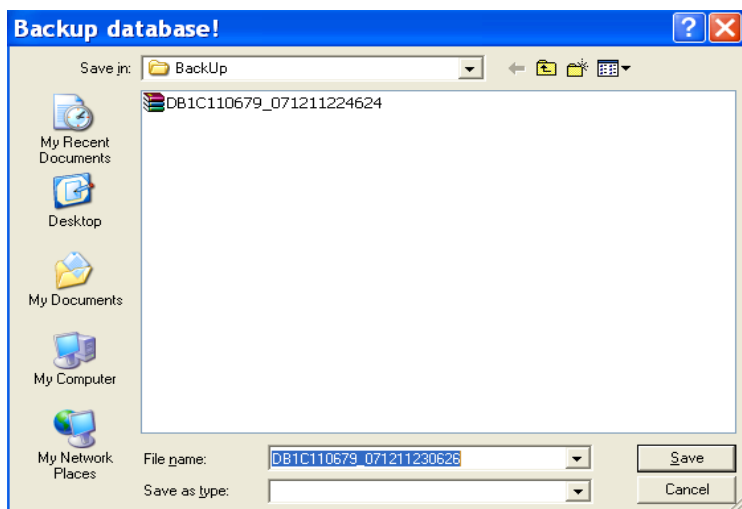 Backup database!
Save in:
BackUp
DB1C110679_071211224624
My Recent
Documents
Desktop
My Documents
My Computer
My Network
Places
File name:
DB1C110679_071211230626
Save
Save as type:
Cancel